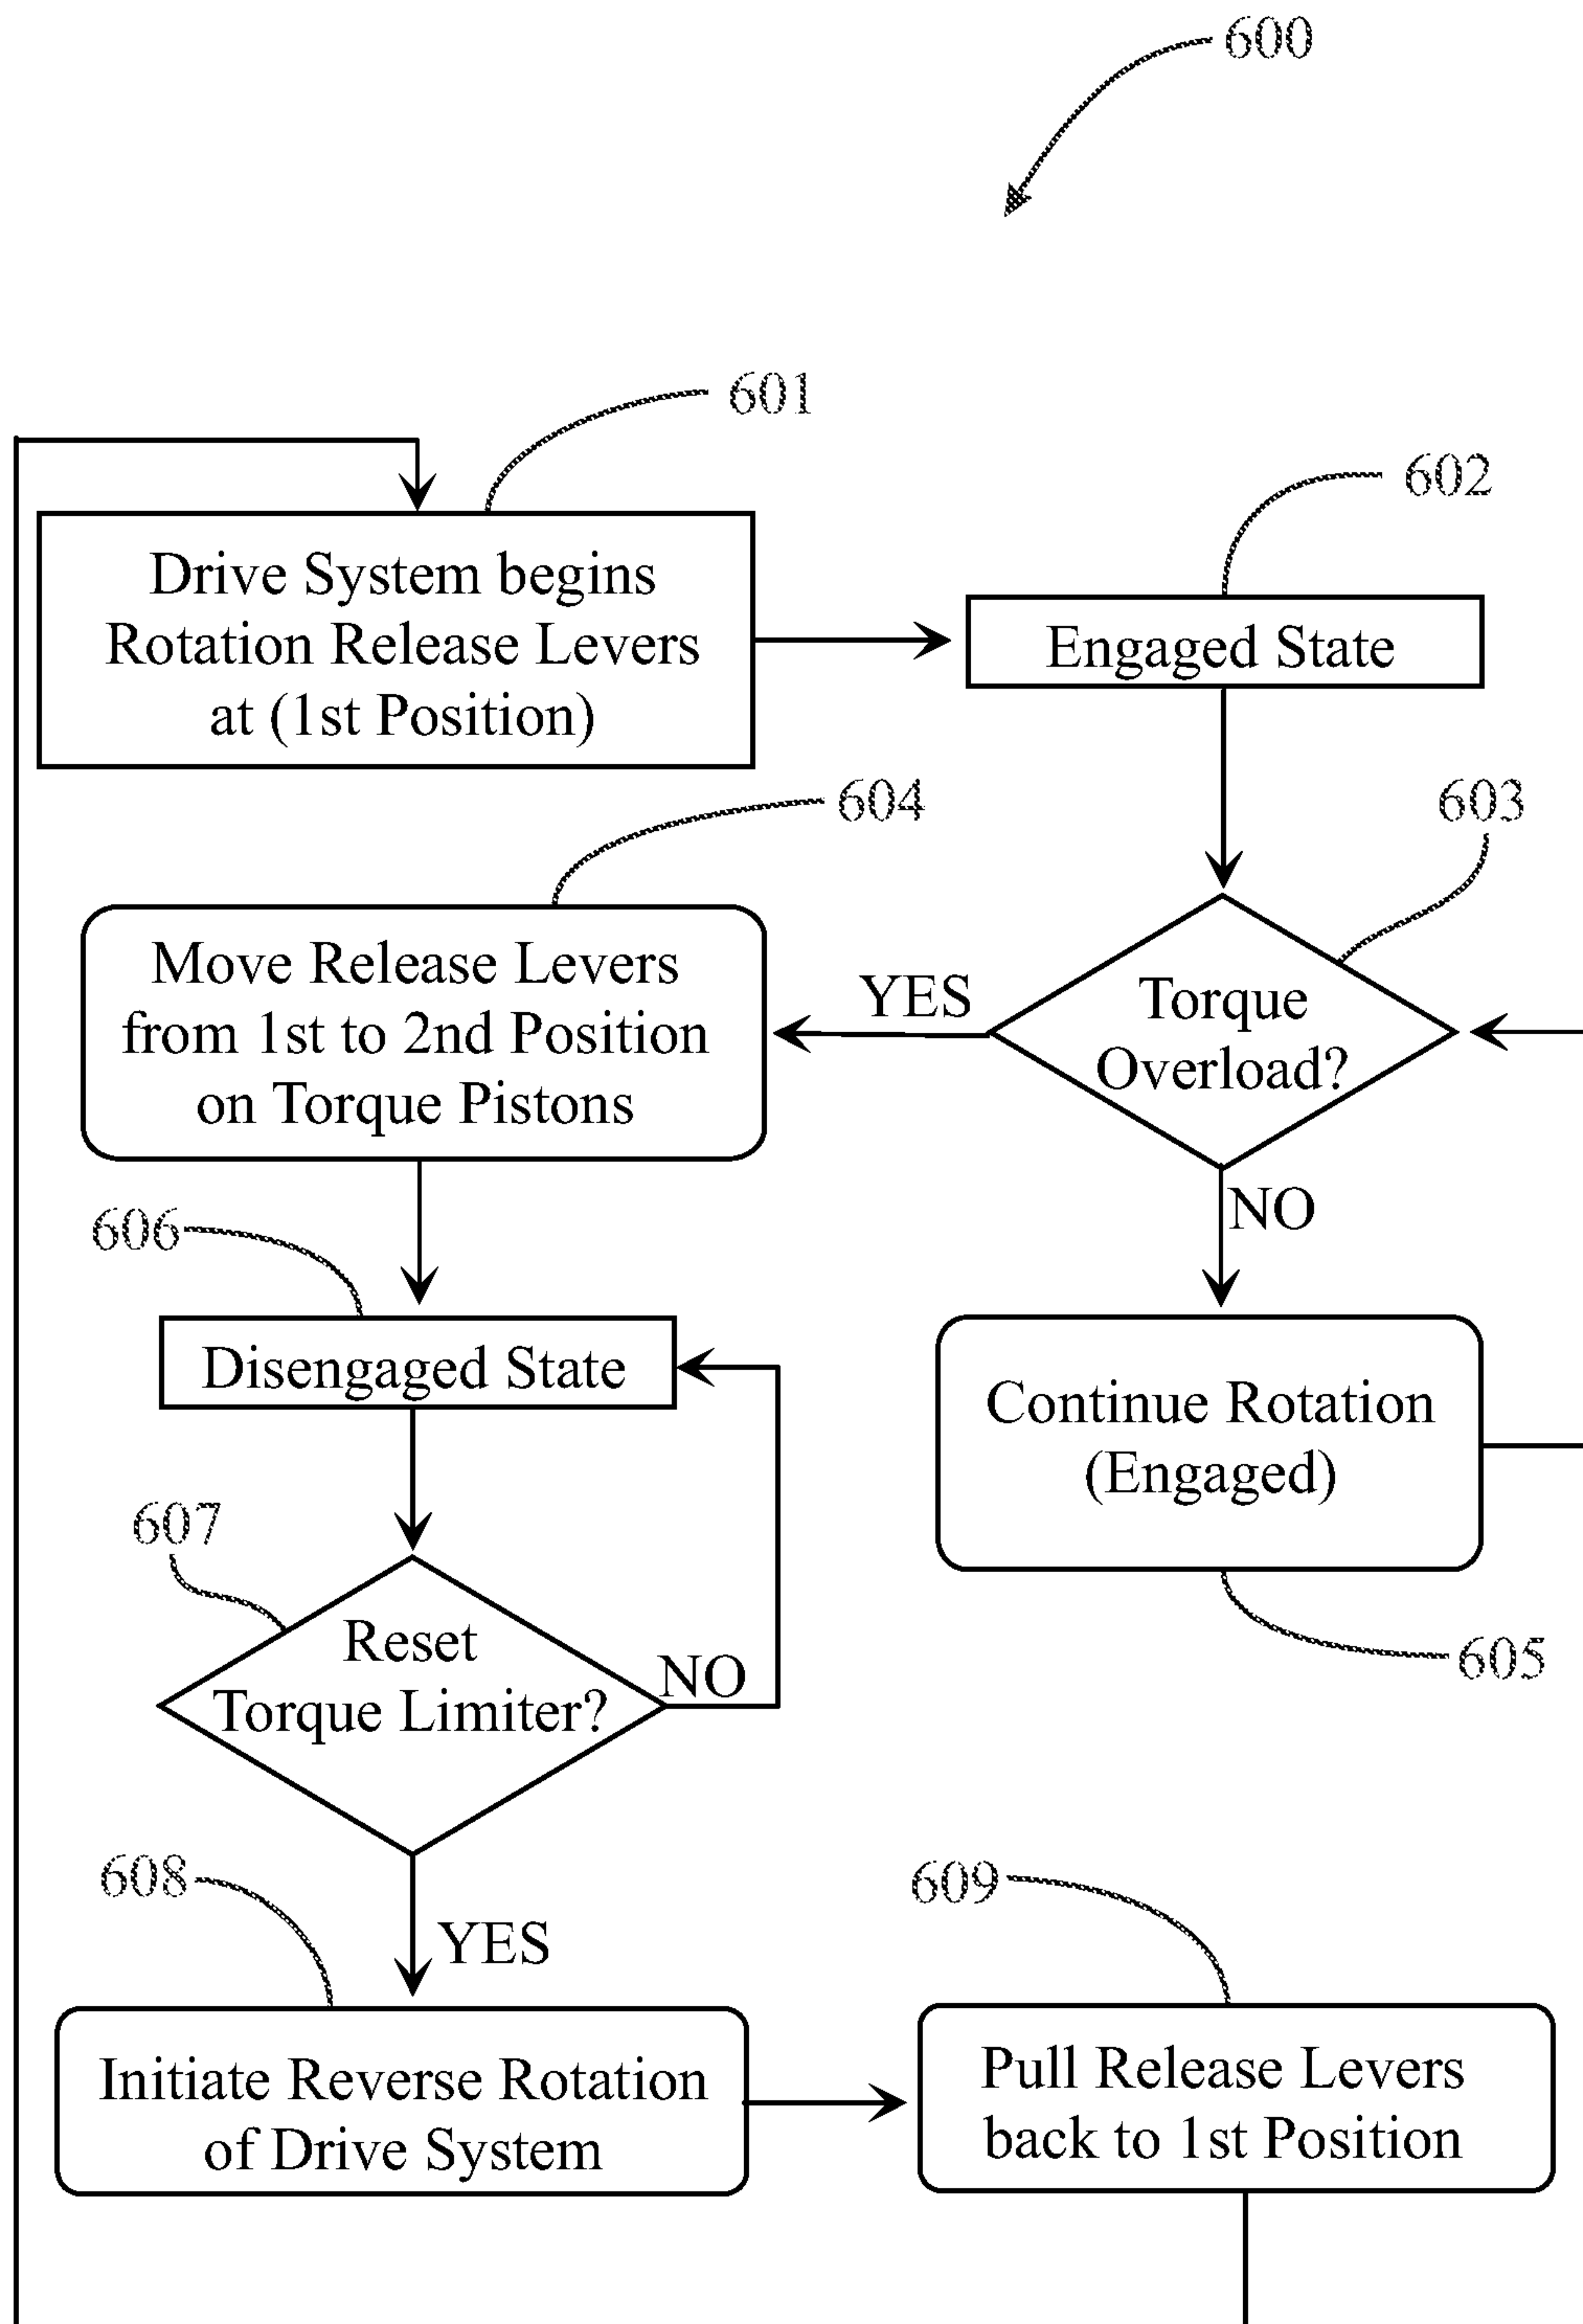 600
601
Drive System begins
Rotation Release Levers
at (1st Position)
602
Engaged State
604
Move Release Levers
from 1st to 2nd Position
on Torque Pistons
YES
603
Torque
Overload?
NO
606
Disengaged State
Continue Rotation
(Engaged)
605
607
Reset
Torque Limiter?
NO
YES
608
Initiate Reverse Rotation
of Drive System
609
Pull Release Levers
back to 1st Position